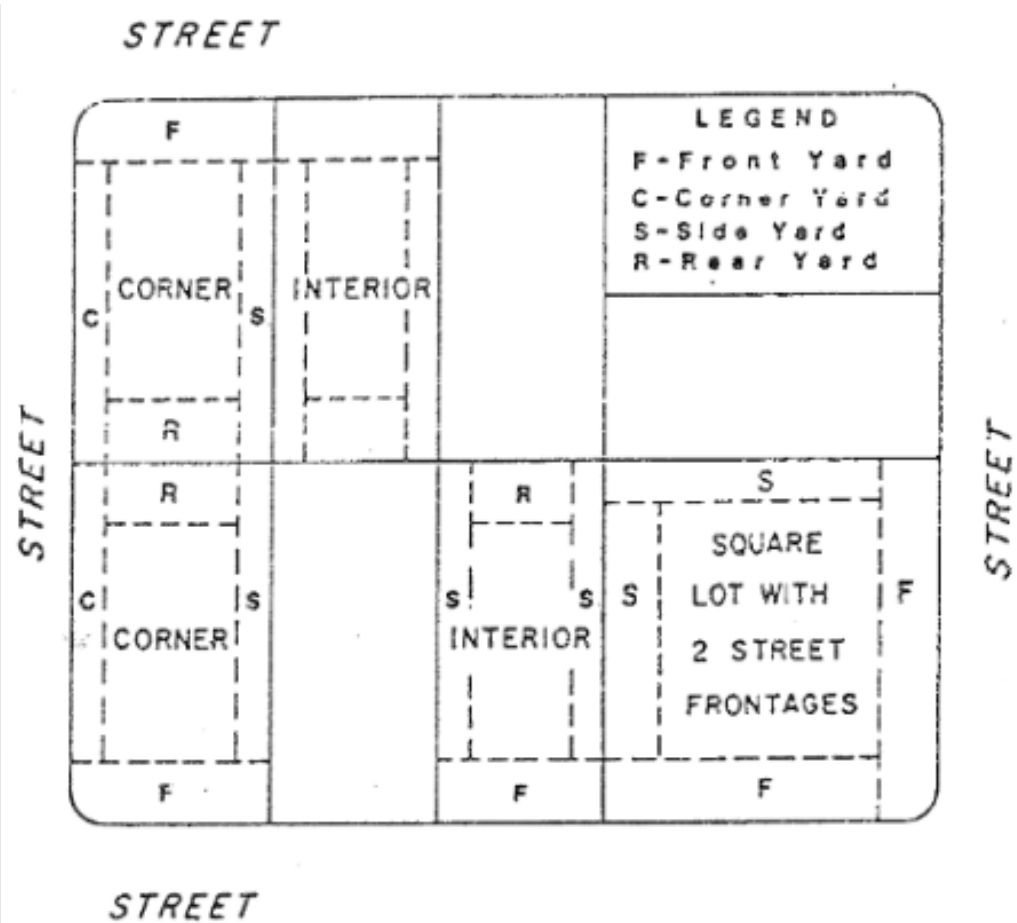 STREET
F
LEGEND
F-Front Yard
C-Corner Yard
S-Side Yard
R-Rear Yard
CORNER
INTERIOR
C
S
R
STREET
STREET
R
R
S
SQUARE
LOT WITH
2 STREET
FRONTAGES
C
S
S
S
S
F
CORNER
INTERIOR
F
F
F
STREET